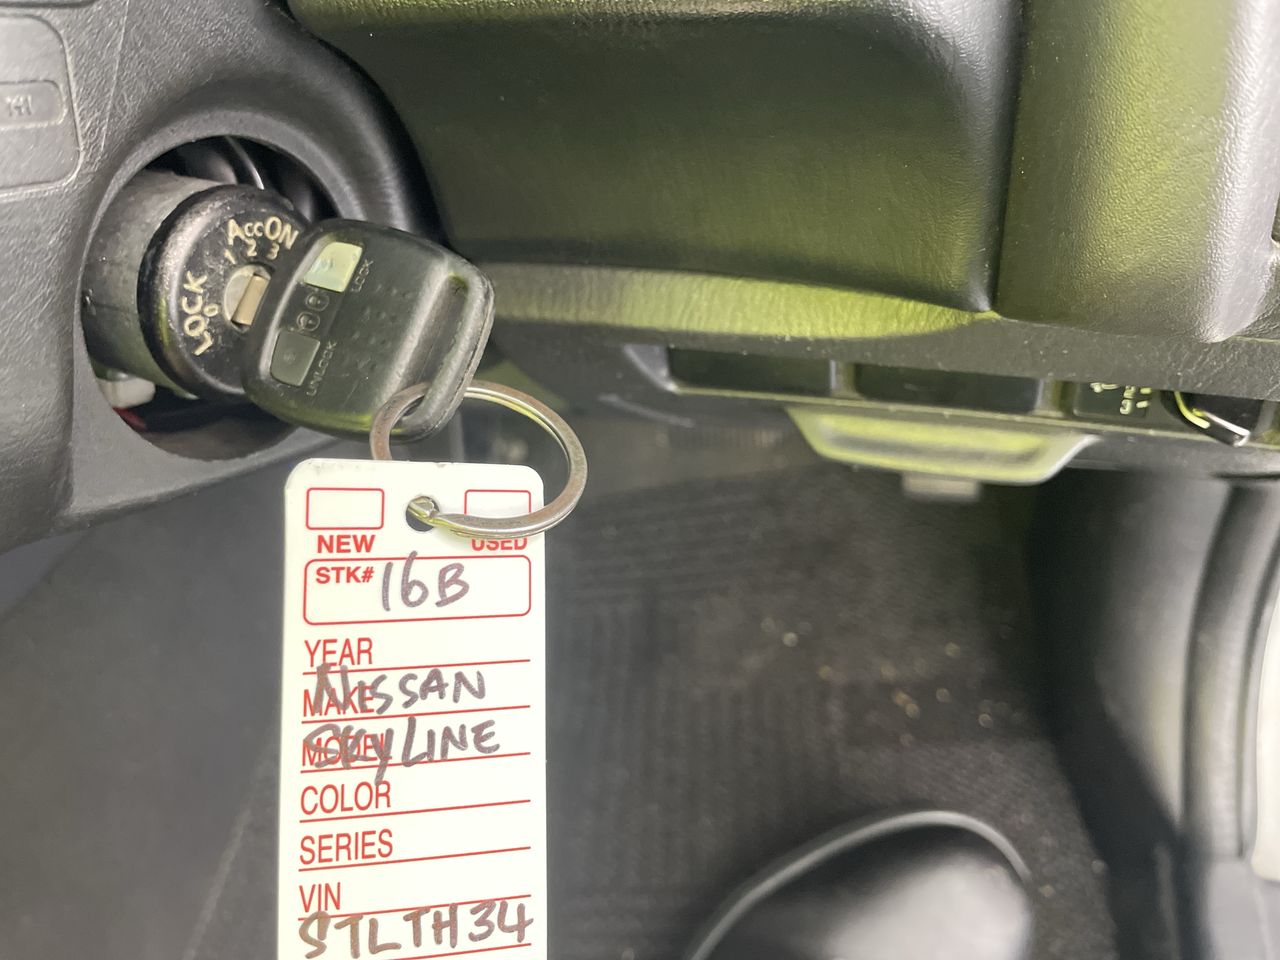 Acc ON
1 2 3
LOCK
0
LOCK
UNLOCK
NEW USED
STK# 16B
YEAR
MAKE NISSAN
MODEL SKYLINE
COLOR
SERIES
VIN
STLTH34